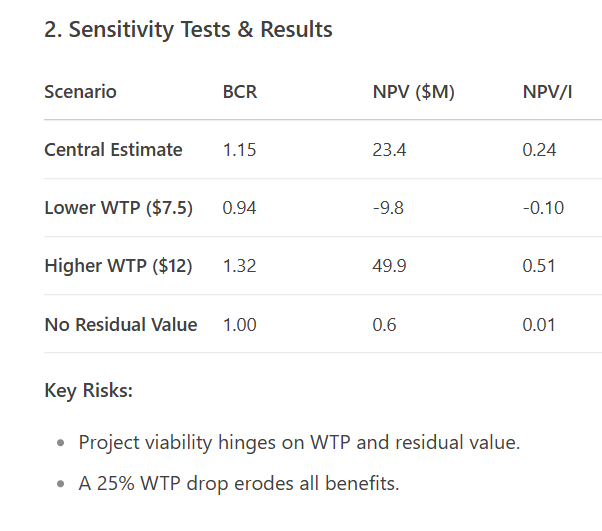 2. Sensitivity Tests & Results
Scenario BCR NPV ($M) NPV/I
Central Estimate 1.15 23.4 0.24
Lower WTP ($7.5) 0.94 -9.8 -0.10
Higher WTP ($12) 1.32 49.9 0.51
No Residual Value 1.00 0.6 0.01
Key Risks:
• Project viability hinges on WTP and residual value.
• A 25% WTP drop erodes all benefits.